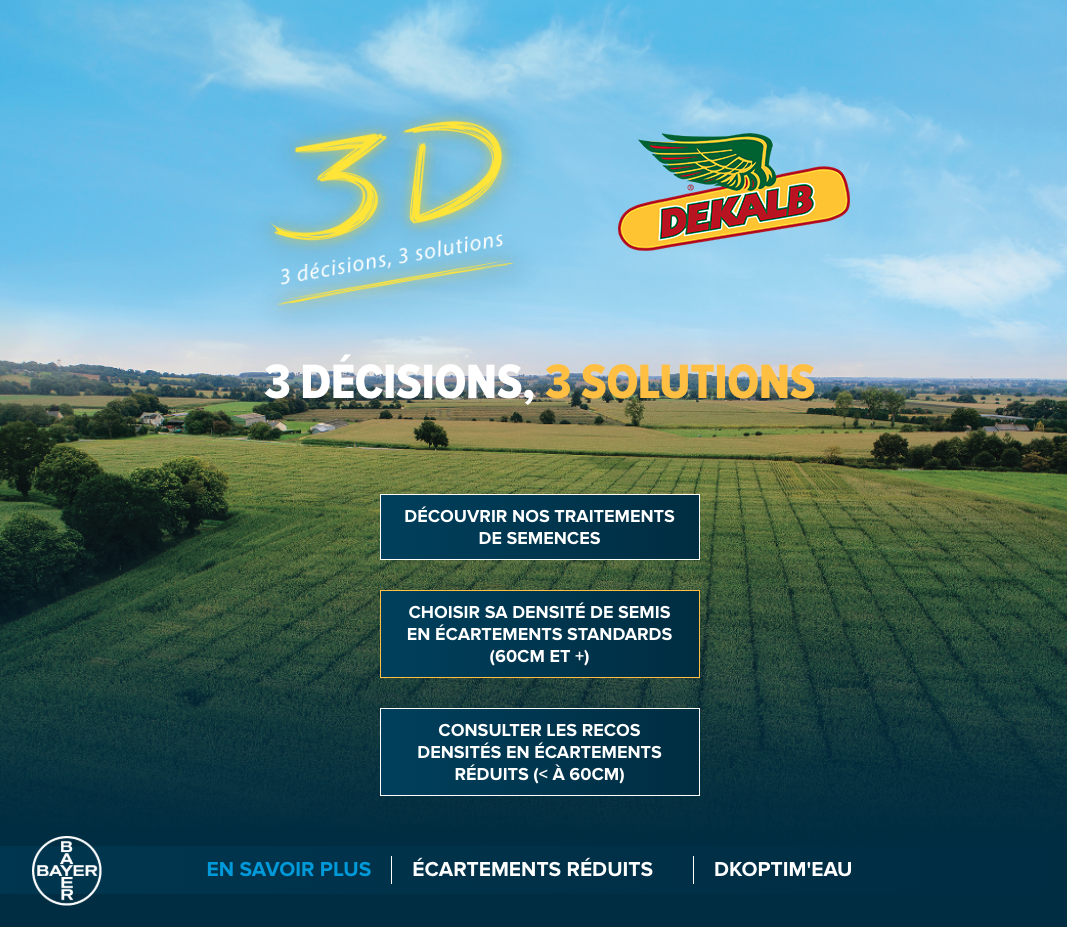 3D
3 décisions, 3 solutions
DEKALB
®
3 DÉCISIONS, 3 SOLUTIONS
DÉCOUVRIR NOS TRAITEMENTS
DE SEMENCES
CHOISIR SA DENSITÉ DE SEMIS
EN ÉCARTEMENTS STANDARDS
(60CM ET +)
CONSULTER LES RECOS
DENSITÉS EN ÉCARTEMENTS
RÉDUITS (< À 60CM)
BAYER
BAYER
EN SAVOIR PLUS
ÉCARTEMENTS RÉDUITS
DKOPTIM'EAU